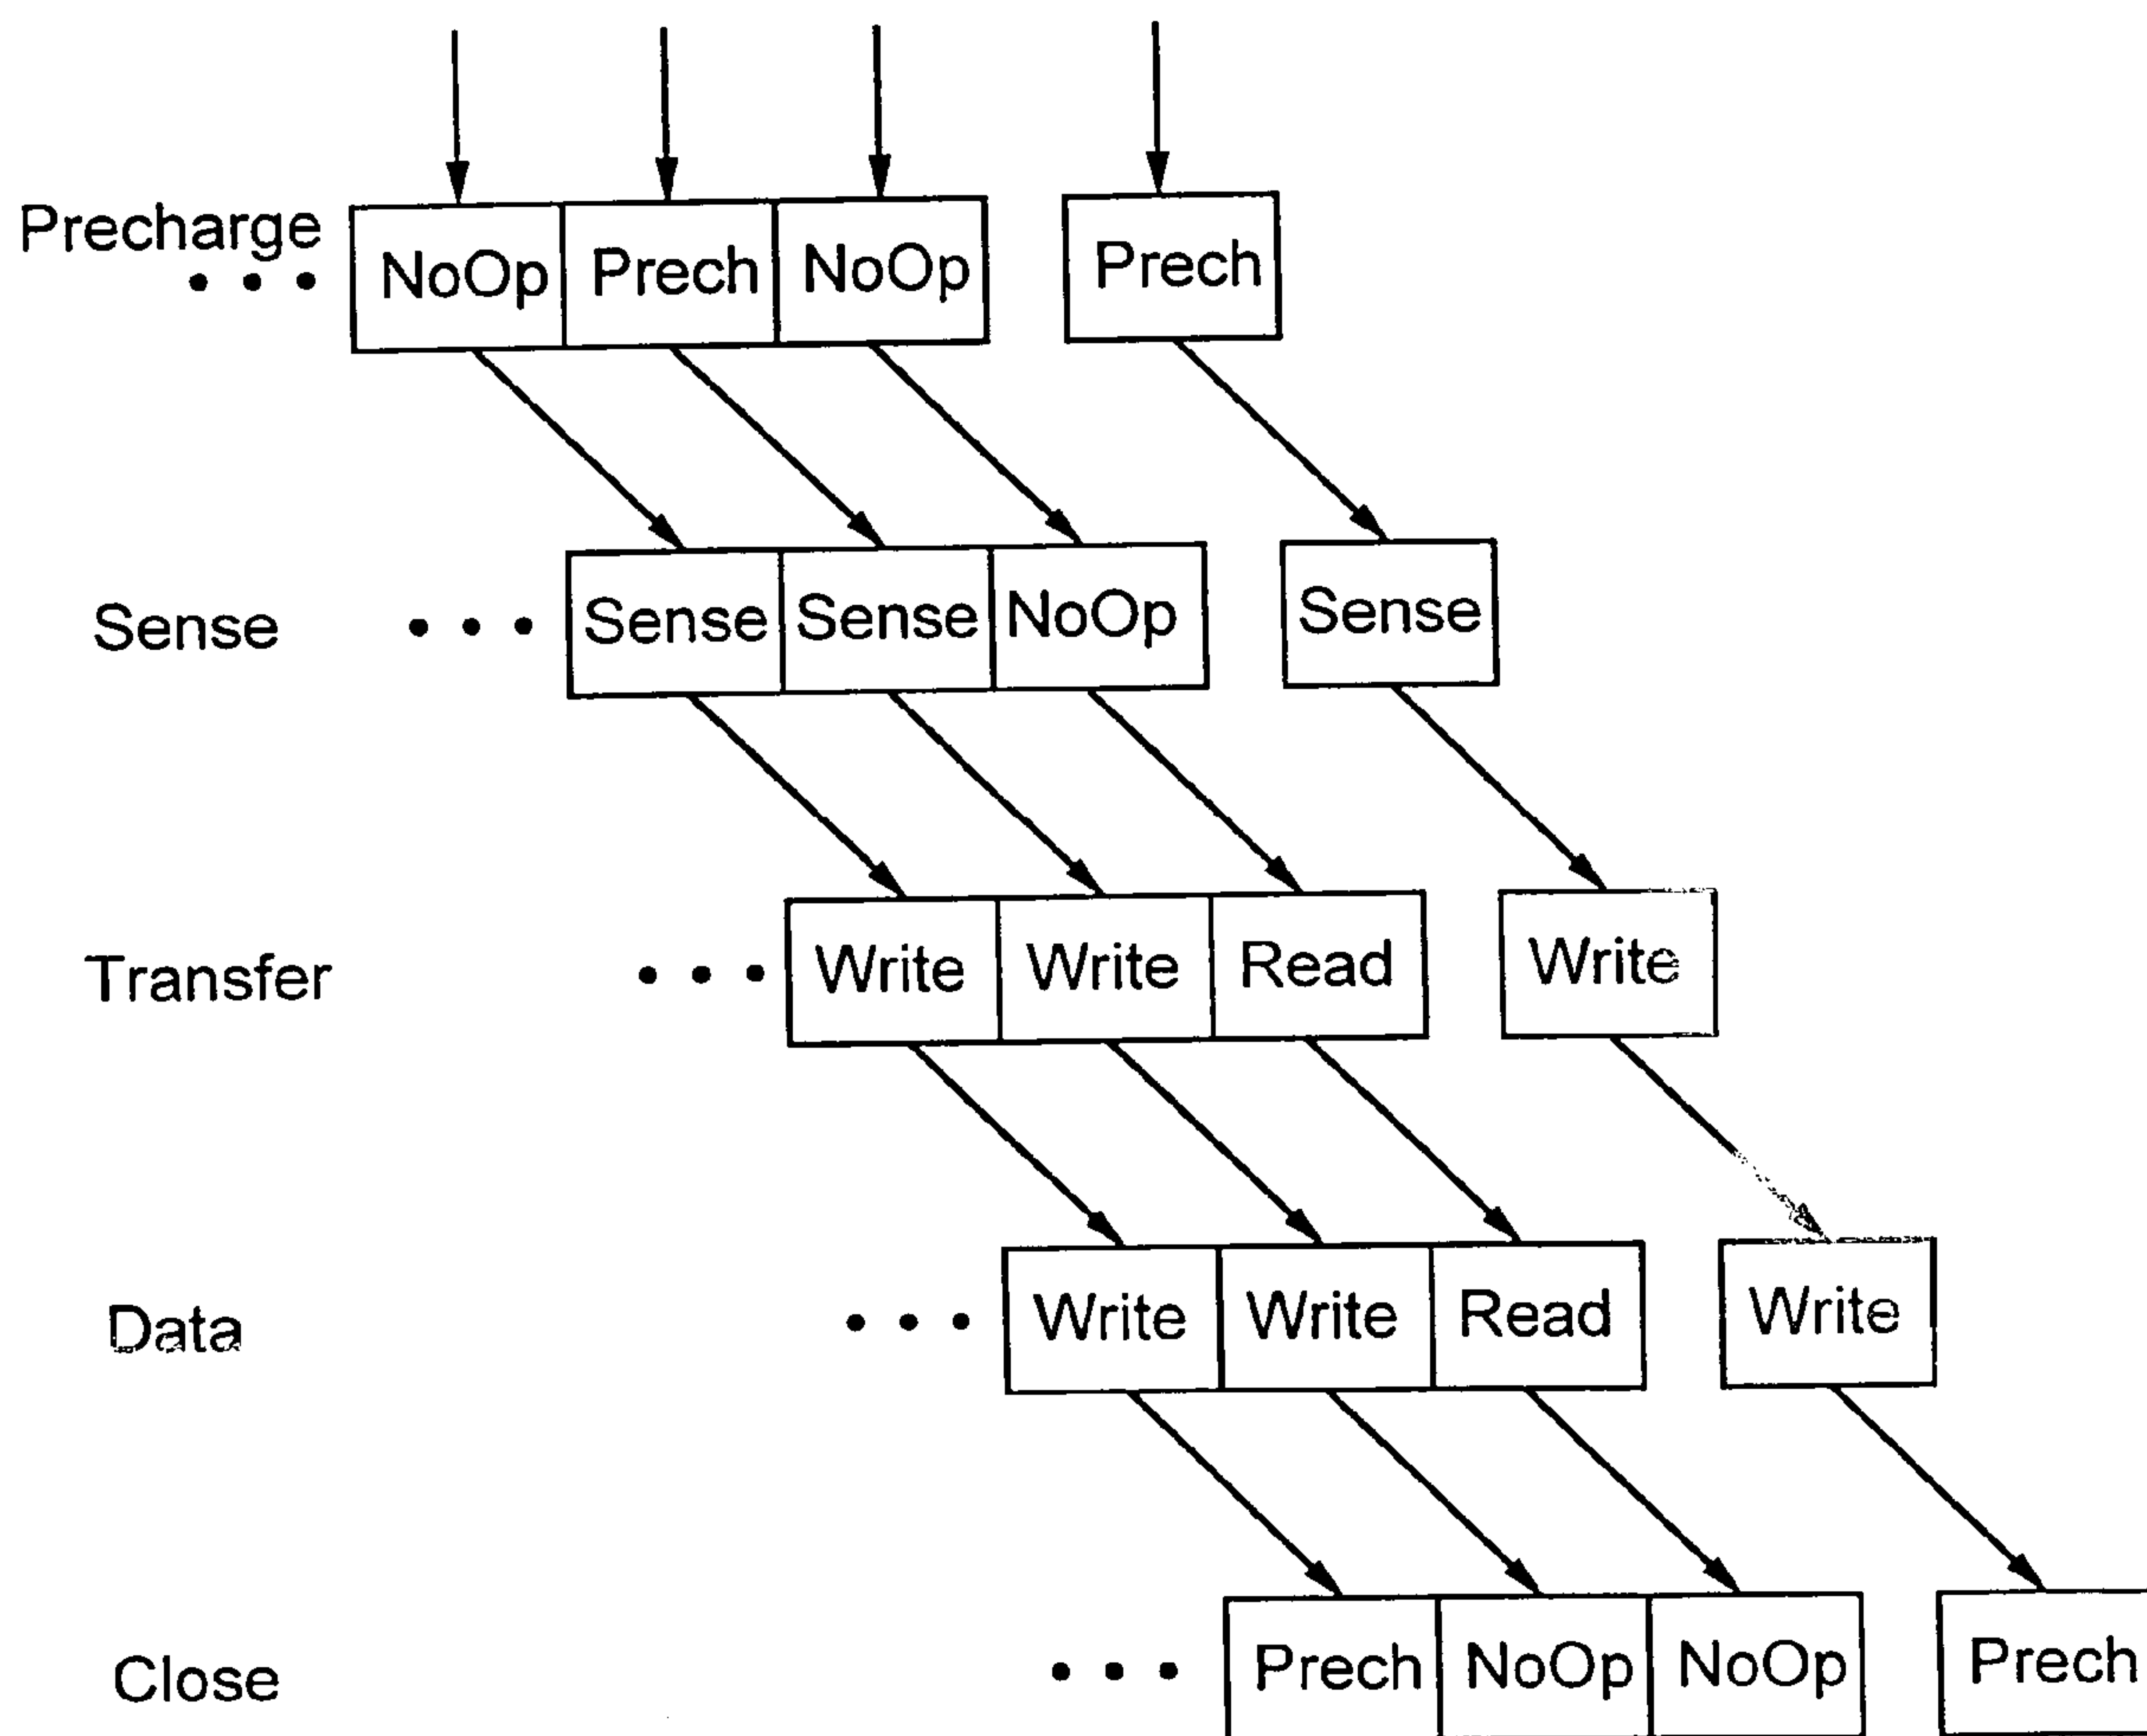 Precharge
• • • NoOp Prech NoOp Prech
Sense • • • Sense Sense NoOp Sense
Transfer • • • Write Write Read Write
Data • • • Write Write Read Write
Close • • • Prech NoOp NoOp Prech